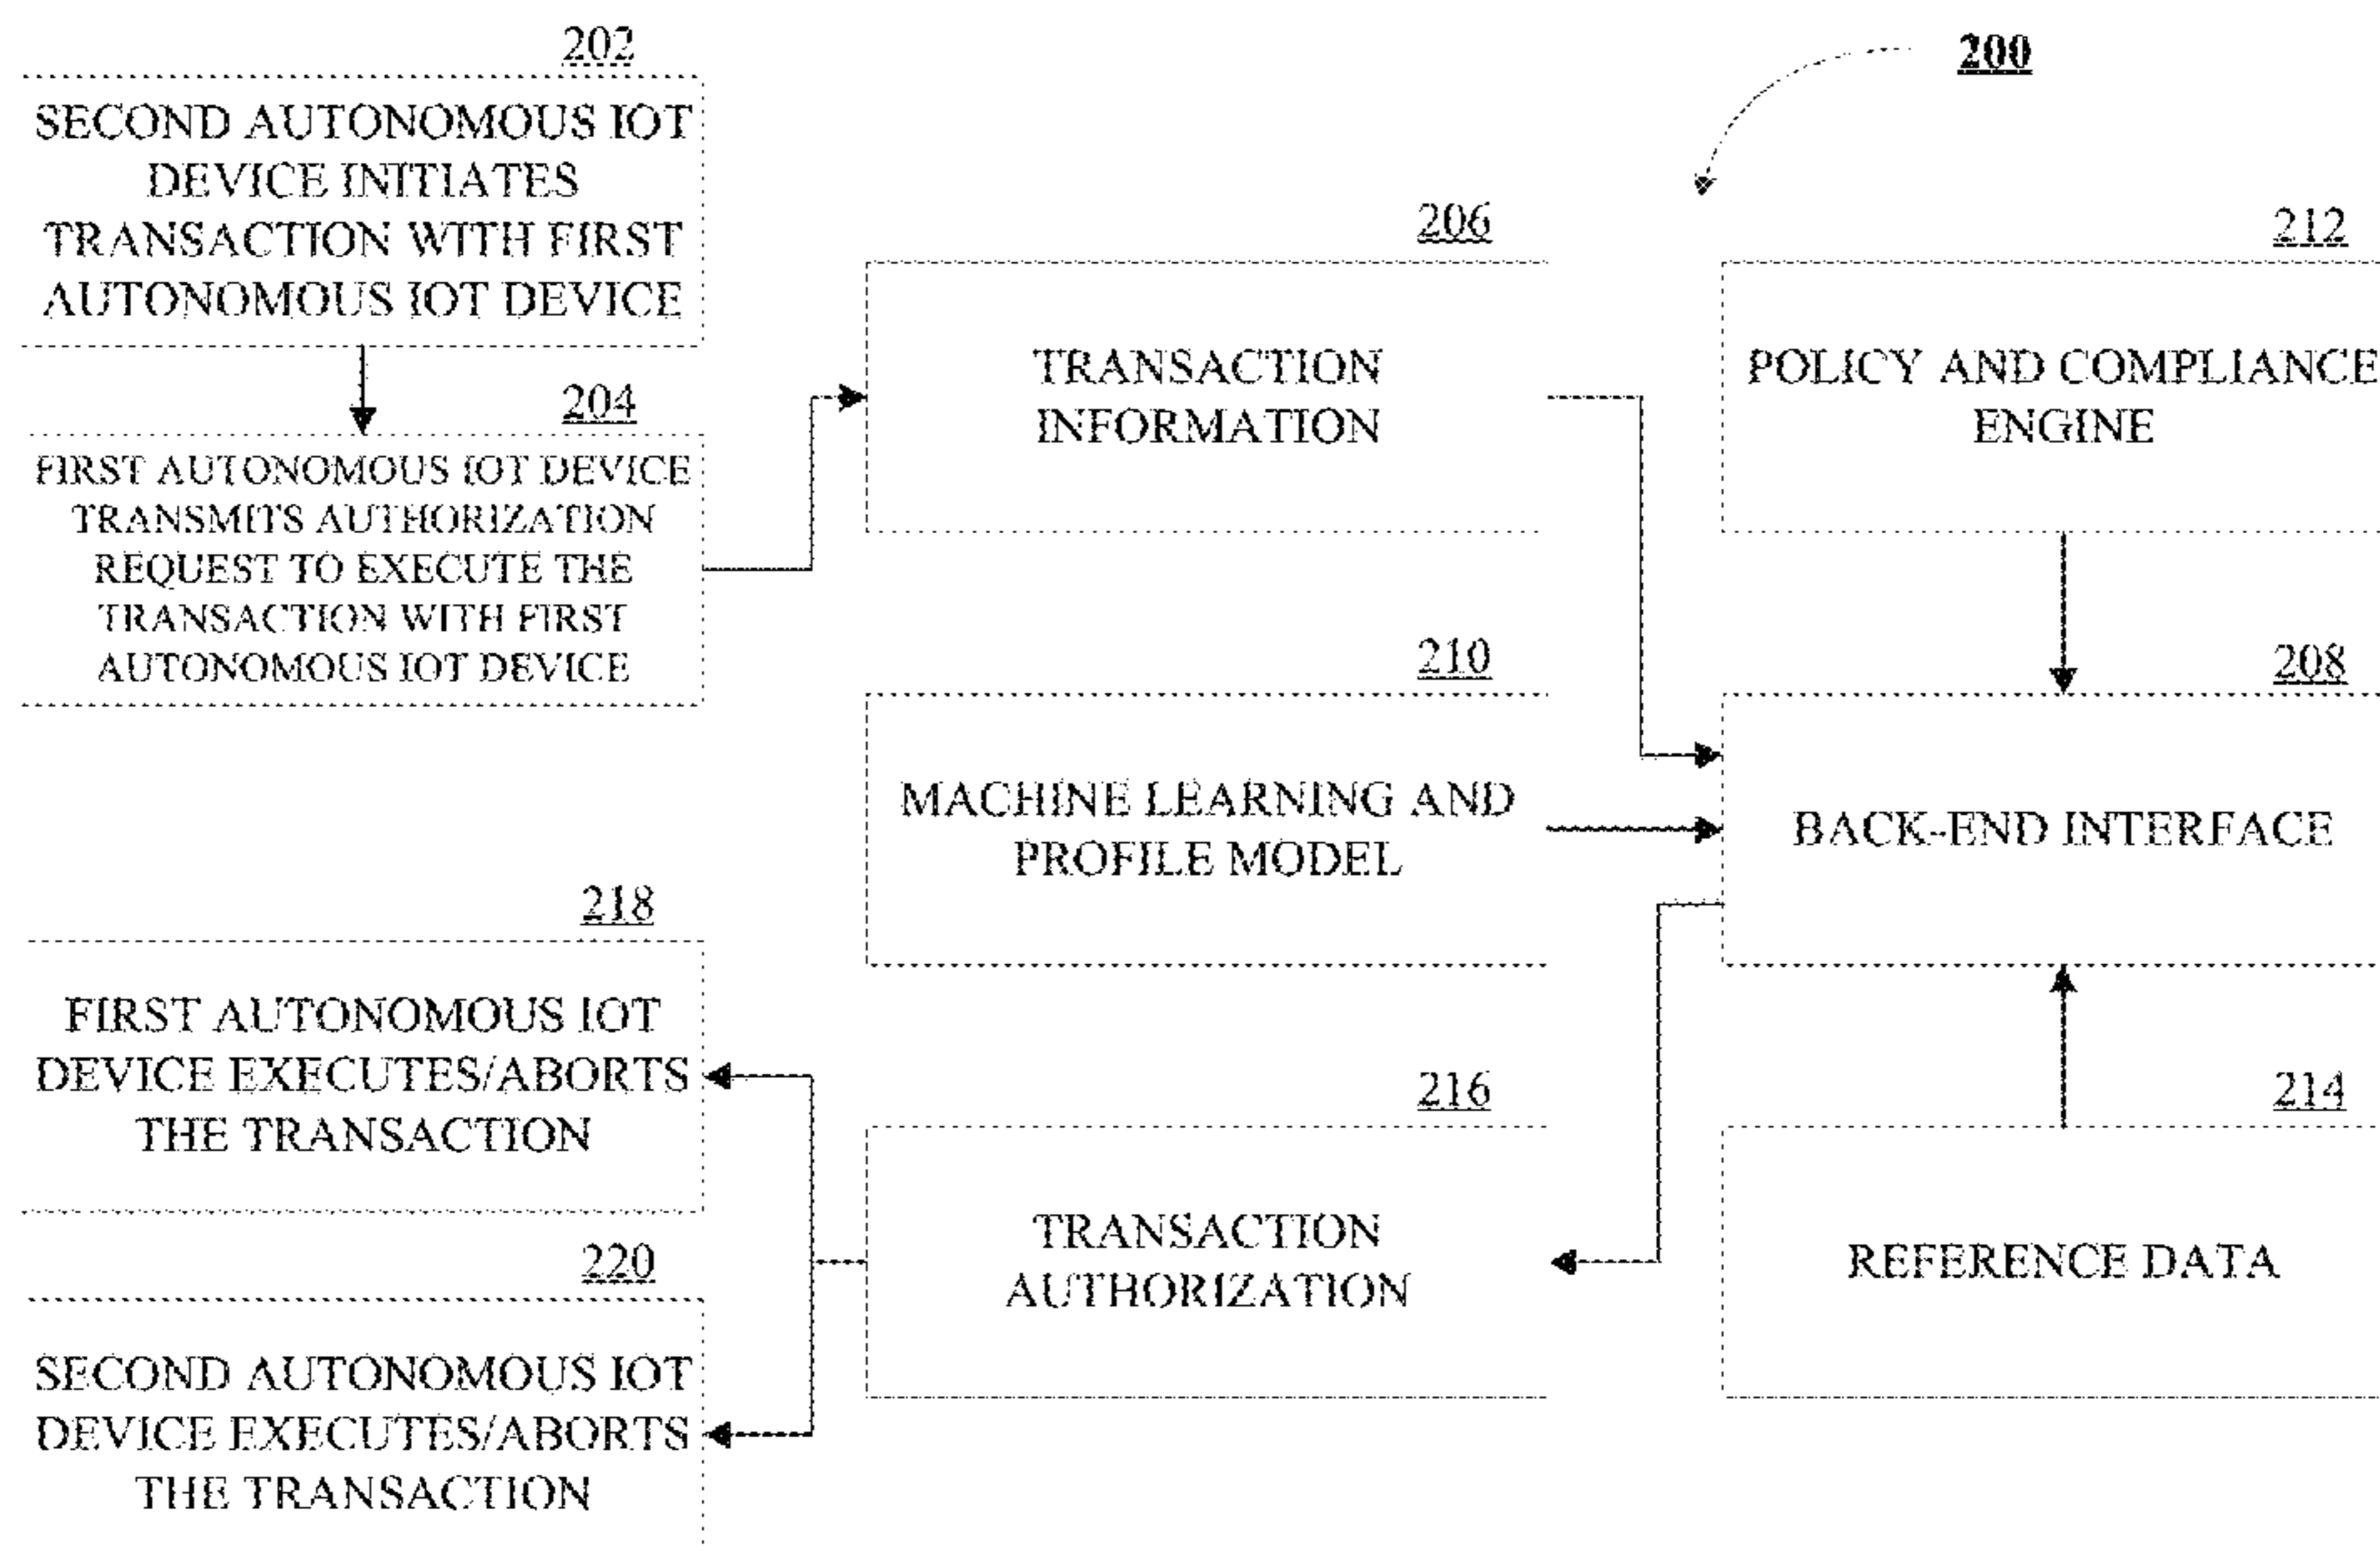 202
SECOND AUTONOMOUS IOT
DEVICE INITIATES
TRANSACTION WITH FIRST
AUTONOMOUS IOT DEVICE
204
FIRST AUTONOMOUS IOT DEVICE
TRANSMITS AUTHORIZATION
REQUEST TO EXECUTE THE
TRANSACTION WITH FIRST
AUTONOMOUS IOT DEVICE
200
206
TRANSACTION
INFORMATION
212
POLICY AND COMPLIANCE
ENGINE
210
MACHINE LEARNING AND
PROFILE MODEL
208
BACK-END INTERFACE
218
FIRST AUTONOMOUS IOT
DEVICE EXECUTES/ABORTS
THE TRANSACTION
216
TRANSACTION
AUTHORIZATION
214
REFERENCE DATA
220
SECOND AUTONOMOUS IOT
DEVICE EXECUTES/ABORTS
THE TRANSACTION